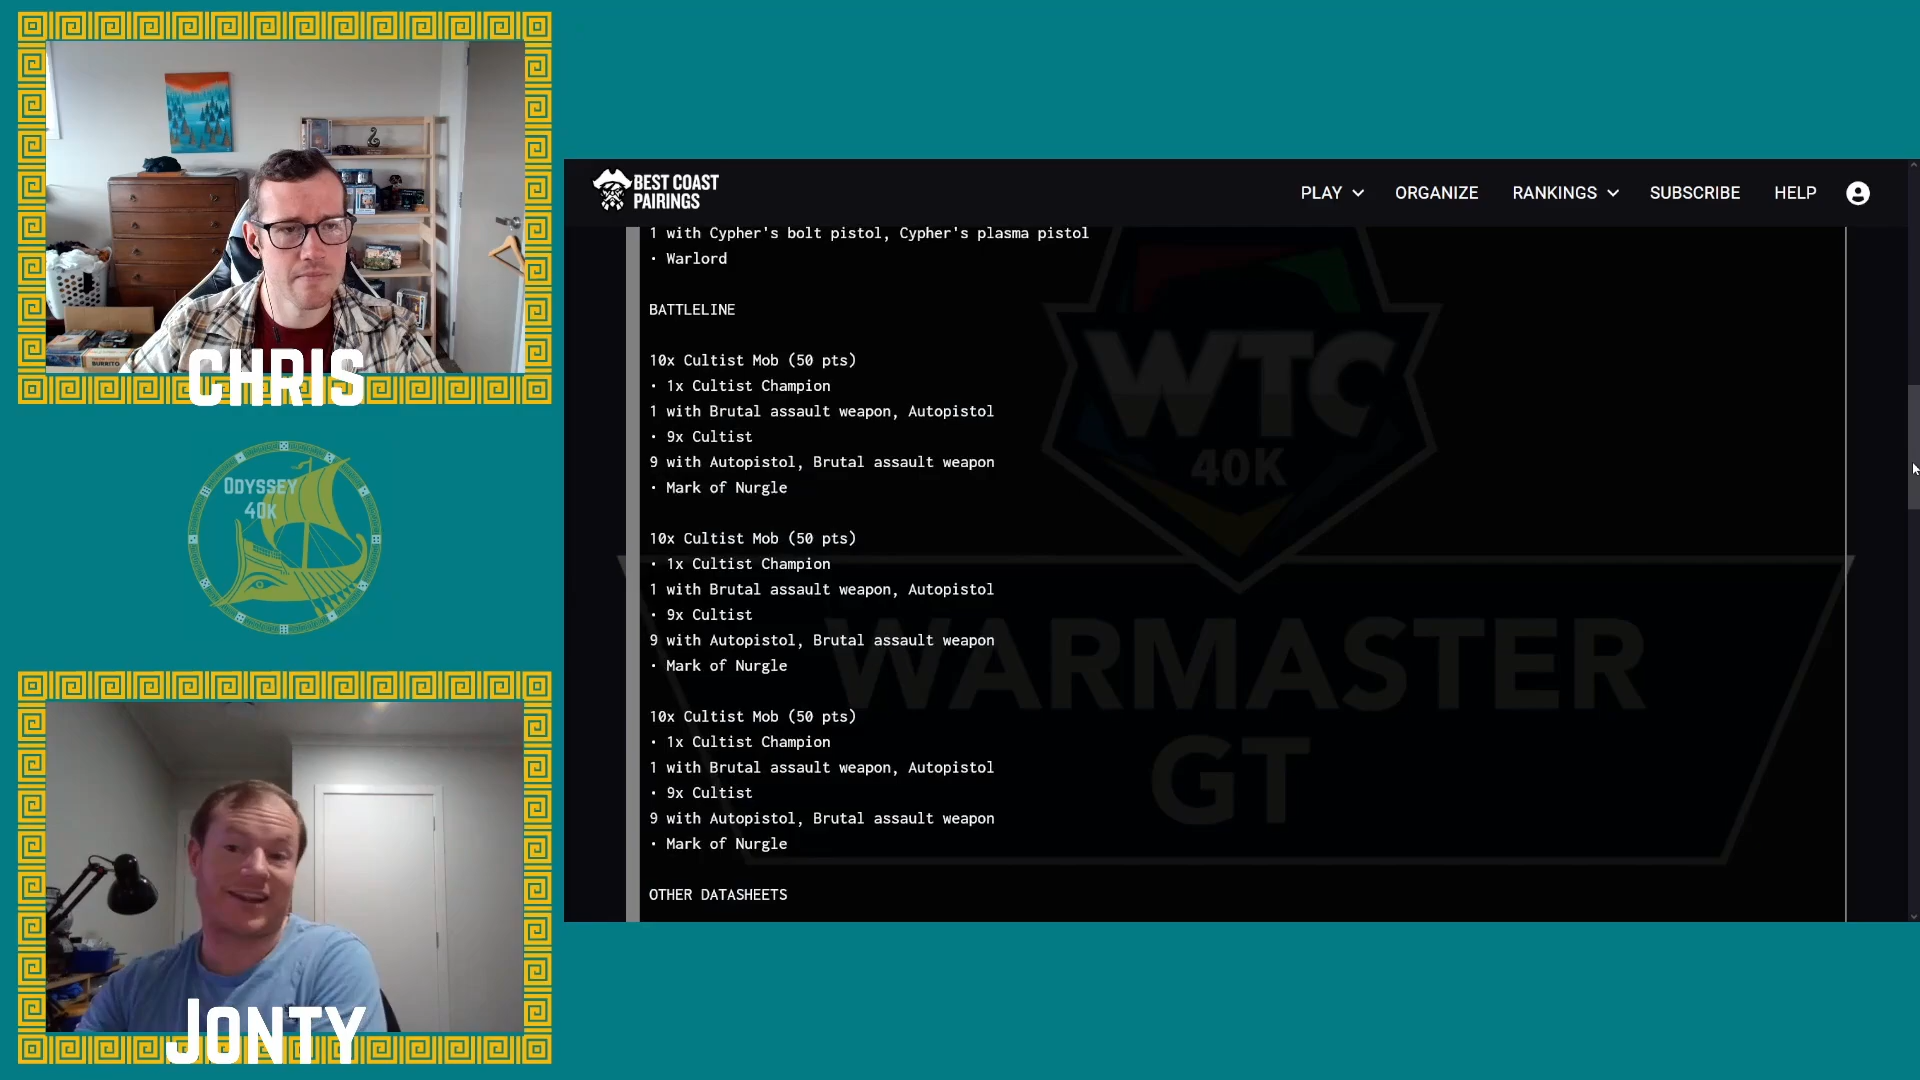 CHRIS
ODYSSEY
40K
JONTY
BEST COAST
PAIRINGS
PLAY
ORGANIZE
RANKINGS
SUBSCRIBE
HELP
1 with Cypher's bolt pistol, Cypher's plasma pistol
• Warlord
BATTLELINE
10x Cultist Mob (50 pts)
• 1x Cultist Champion
1 with Brutal assault weapon, Autopistol
• 9x Cultist
9 with Autopistol, Brutal assault weapon
• Mark of Nurgle
10x Cultist Mob (50 pts)
• 1x Cultist Champion
1 with Brutal assault weapon, Autopistol
• 9x Cultist
9 with Autopistol, Brutal assault weapon
• Mark of Nurgle
10x Cultist Mob (50 pts)
• 1x Cultist Champion
1 with Brutal assault weapon, Autopistol
• 9x Cultist
9 with Autopistol, Brutal assault weapon
• Mark of Nurgle
OTHER DATASHEETS
WTC
40K
WARMASTER
GT
BURRITO